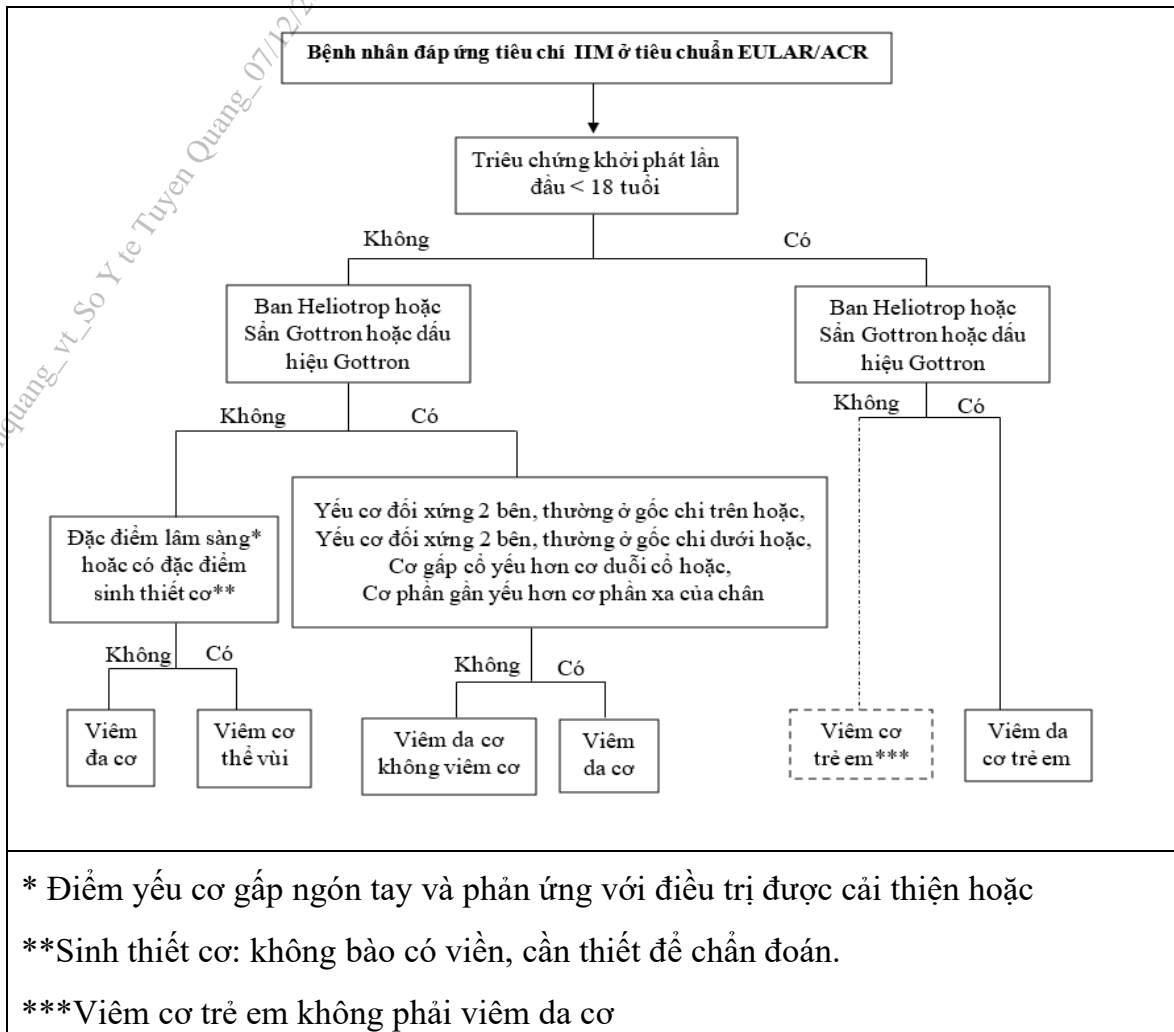 Bệnh nhân đáp ứng tiêu chí IIM ở tiêu chuẩn EULAR/ACR
Triêu chứng khởi phát lần
đầu < 18 tuổi
Không
Có
Ban Heliotrop hoặc
Sẩn Gottron hoặc dấu
hiệu Gottron
Ban Heliotrop hoặc
Sẩn Gottron hoặc dấu
hiệu Gottron
Không
Có
Không
Có
Đặc điểm lâm sàng*
hoặc có đặc điểm
sinh thiết cơ**
Yếu cơ đối xứng 2 bên, thường ở gốc chi trên hoặc,
Yếu cơ đối xứng 2 bên, thường ở gốc chi dưới hoặc,
Cơ gấp cổ yếu hơn cơ duỗi cổ hoặc,
Cơ phần gần yếu hơn cơ phần xa của chân
Không
Có
Không
Có
Viêm
đa cơ
Viêm cơ
thể vùi
Viêm da cơ
không viêm cơ
Viêm
da cơ
Viêm cơ
trẻ em***
Viêm da
cơ trẻ em
* Điểm yếu cơ gấp ngón tay và phản ứng với điều trị được cải thiện hoặc
**Sinh thiết cơ: không bào có viền, cần thiết để chẩn đoán.
***Viêm cơ trẻ em không phải viêm da cơ
quang_vt_So Y te Tuyen Quang_07/12/